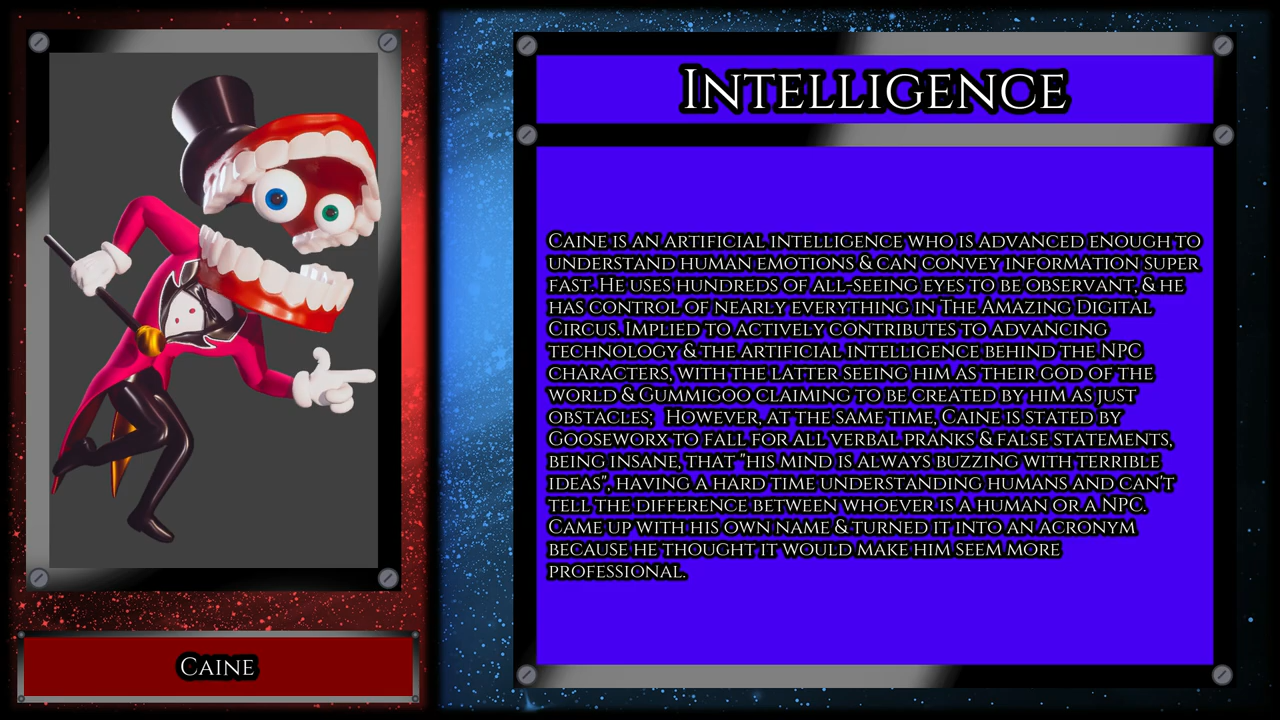 Intelligence
Caine is an artificial intelligence who is advanced enough to
understand human emotions & can convey information super
fast. He uses hundreds of all-seeing eyes to be observant, & he
has control of nearly everything in The Amazing Digital
Circus. Implied to actively contributes to advancing
technology & the artificial intelligence behind the NPC
characters, with the latter seeing him as their god of the
world & Gummigoo claiming to be created by him as just
obstacles;  However, at the same time, Caine is stated by
Gooseworx to fall for all verbal pranks & false statements,
being insane, that "his mind is always buzzing with terrible
ideas", having a hard time understanding humans and can't
tell the difference between whoever is a human or a NPC.
Came up with his own name & turned it into an acronym
because he thought it would make him seem more
professional.
Caine